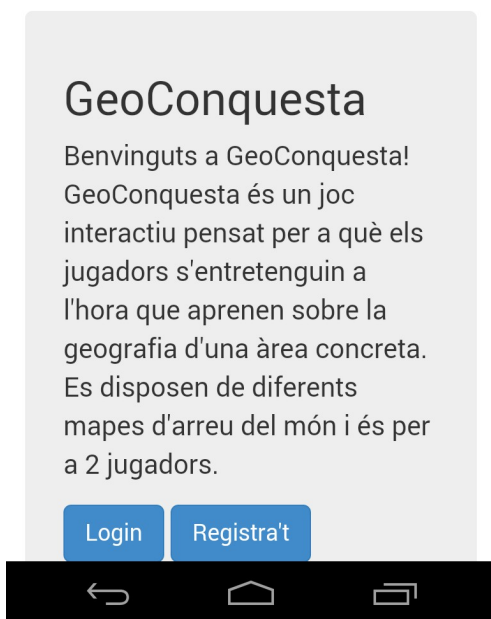 GeoConquesta
Benvinguts a GeoConquesta!
GeoConquesta és un joc
interactiu pensat per a què els
jugadors s'entretenguin a
l'hora que aprenen sobre la
geografia d'una àrea concreta.
Es disposen de diferents
mapes d'arreu del món i és per
a 2 jugadors.
Login Registra't